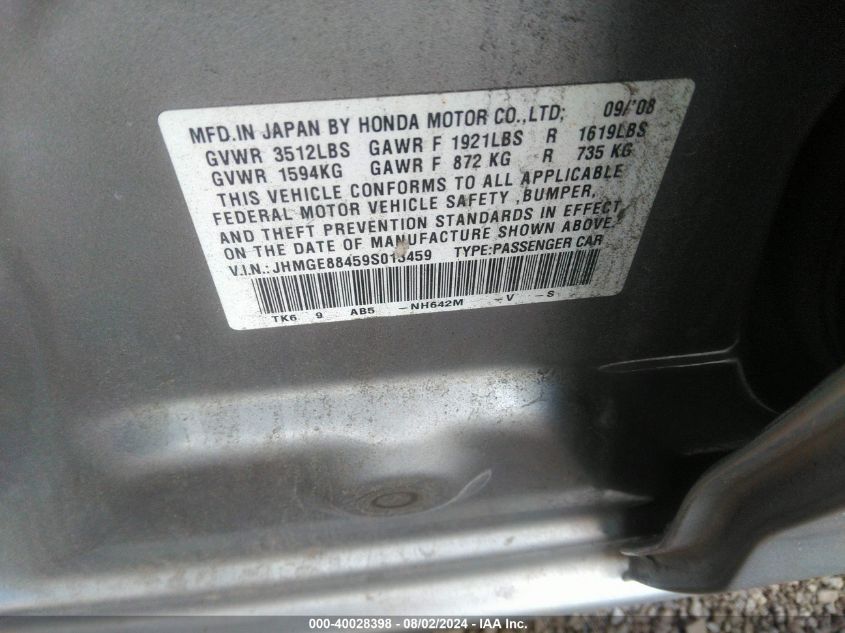 MFD.IN JAPAN BY HONDA MOTOR CO.,LTD; 09/'08
GVWR 3512LBS GAWR F 1921LBS R 1619LBS
GVWR 1594KG GAWR F 872 KG R 735 KG
THIS VEHICLE CONFORMS TO ALL APPLICABLE
FEDERAL MOTOR VEHICLE SAFETY ,BUMPER,
AND THEFT PREVENTION STANDARDS IN EFFECT
ON THE DATE OF MANUFACTURE SHOWN ABOVE.
V.I.N.: JHMGE88459S013459 TYPE:PASSENGER CAR
TK6 9 AB5 -NH642M -V -S
000-40028398 - 08/02/2024 - IAA Inc.